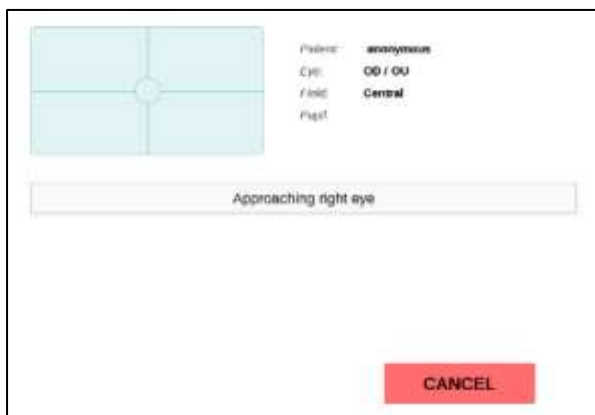 Patient: anonymous
Eye: OD / OU
Field: Central
Pupil:
Approaching right eye
CANCEL